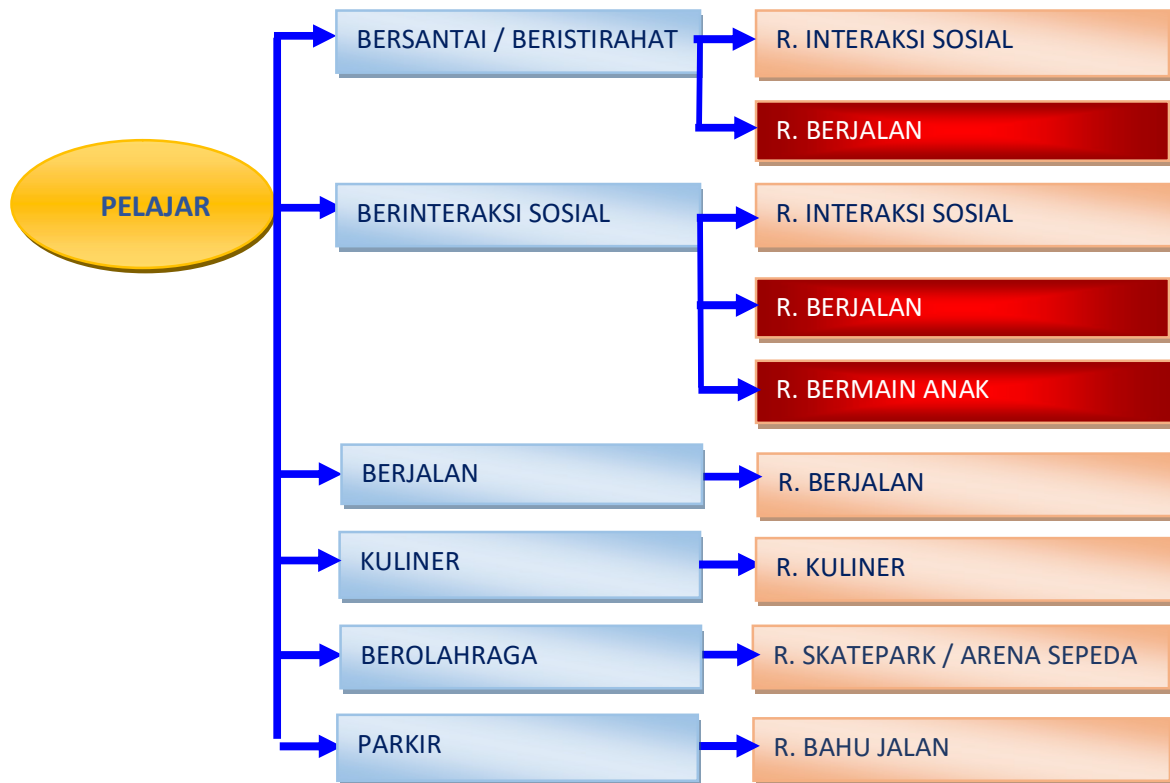 PELAJAR
BERSANTAI / BERISTIRAHAT
R. INTERAKSI SOSIAL
R. BERJALAN
BERINTERAKSI SOSIAL
R. INTERAKSI SOSIAL
R. BERJALAN
R. BERMAIN ANAK
BERJALAN
R. BERJALAN
KULINER
R. KULINER
BEROLAHRAGA
R. SKATEPARK / ARENA SEPEDA
PARKIR
R. BAHU JALAN